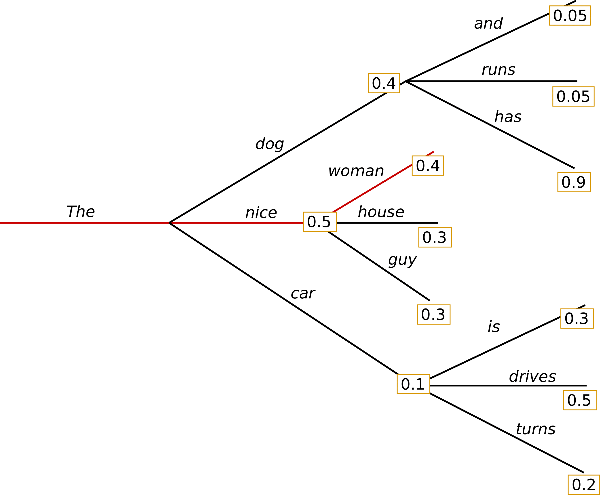 and
0.05
runs
0.4
0.05
has
dog
woman
0.4
0.9
The
nice
0.5
house
0.3
guy
car
0.3
is
0.3
drives
0.1
0.5
turns
0.2